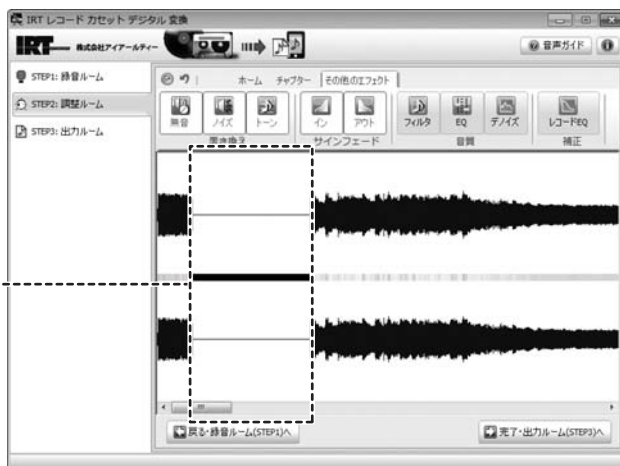 IRT レコード カセット デジタル 変換
IRT 株式会社アイアールティー
音声ガイド
STEP1: 録音ルーム
STEP2: 調整ルーム
STEP3: 出力ルーム
ホーム チャプター その他のエフェクト
無音 ノイズ トーン イン アウト フィルタ EQ デノイズ レコードEQ
置き換え サインフェード 音質 補正
戻る・録音ルーム(STEP1)へ
完了・出力ルーム(STEP3)へ